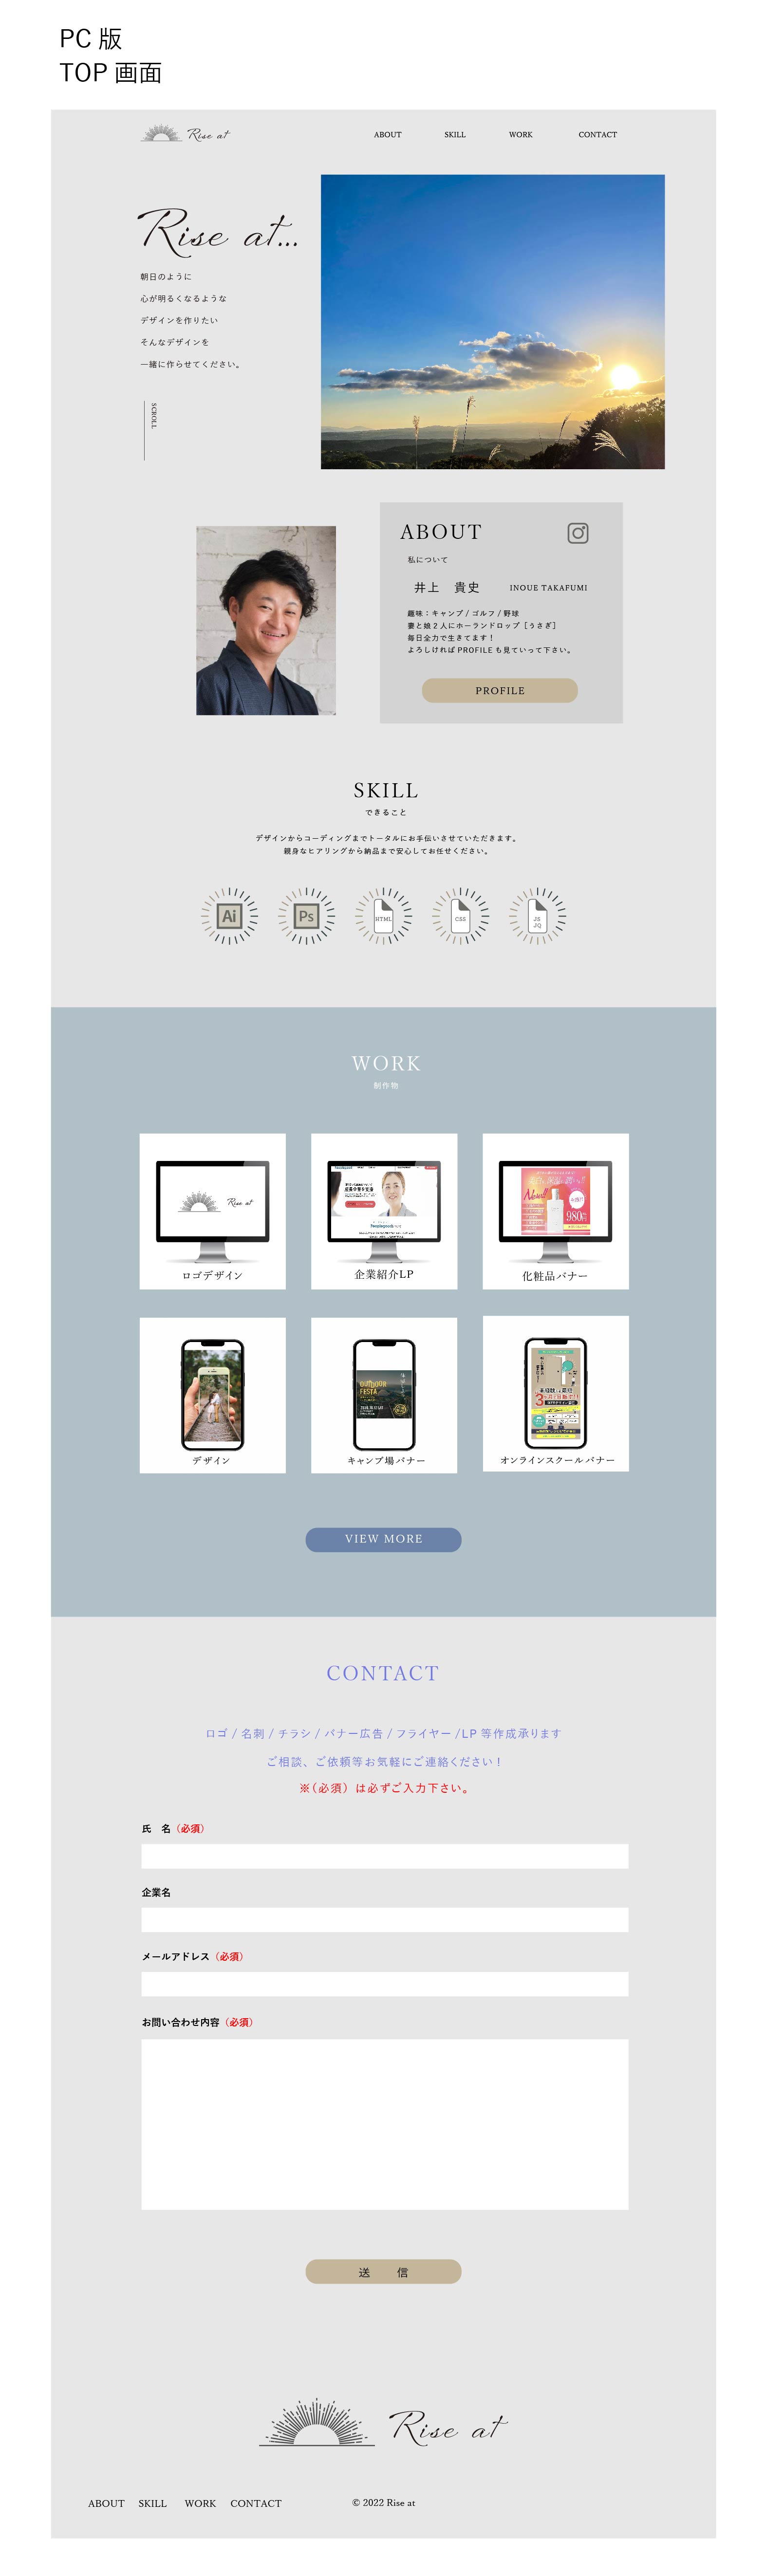 PC 版
TOP 画面
Rise at
ABOUT
SKILL
WORK
CONTACT
Rise at...
朝日のように
心が明るくなるような
デザインを作りたい
そんなデザインを
一緒に作らせてください。
SCROLL
ABOUT
私について
井上　貴史
INOUE TAKAFUMI
趣味：キャンプ / ゴルフ / 野球
妻と娘 2 人にホーランドロップ［うさぎ］
毎日全力で生きてます！
よろしければ PROFILE も見ていって下さい。
PROFILE
SKILL
できること
デザインからコーディングまでトータルにお手伝いさせていただきます。
親身なヒアリングから納品まで安心してお任せください。
Ai
Ps
HTML
CSS
JS
JQ
WORK
制作物
Rise at
ロゴデザイン
企業紹介LP
New!!
980
化粧品バナー
デザイン
OUTDOOR
FESTA
キャンプ場バナー
オンラインスクールバナー
VIEW MORE
CONTACT
ロゴ / 名刺 / チラシ / バナー広告 / フライヤー /LP 等作成承ります
ご相談、ご依頼等お気軽にご連絡ください！
※（必須）は必ずご入力下さい。
氏　名（必須）
企業名
メールアドレス（必須）
お問い合わせ内容（必須）
送　信
Rise at
ABOUT
SKILL
WORK
CONTACT
© 2022 Rise at